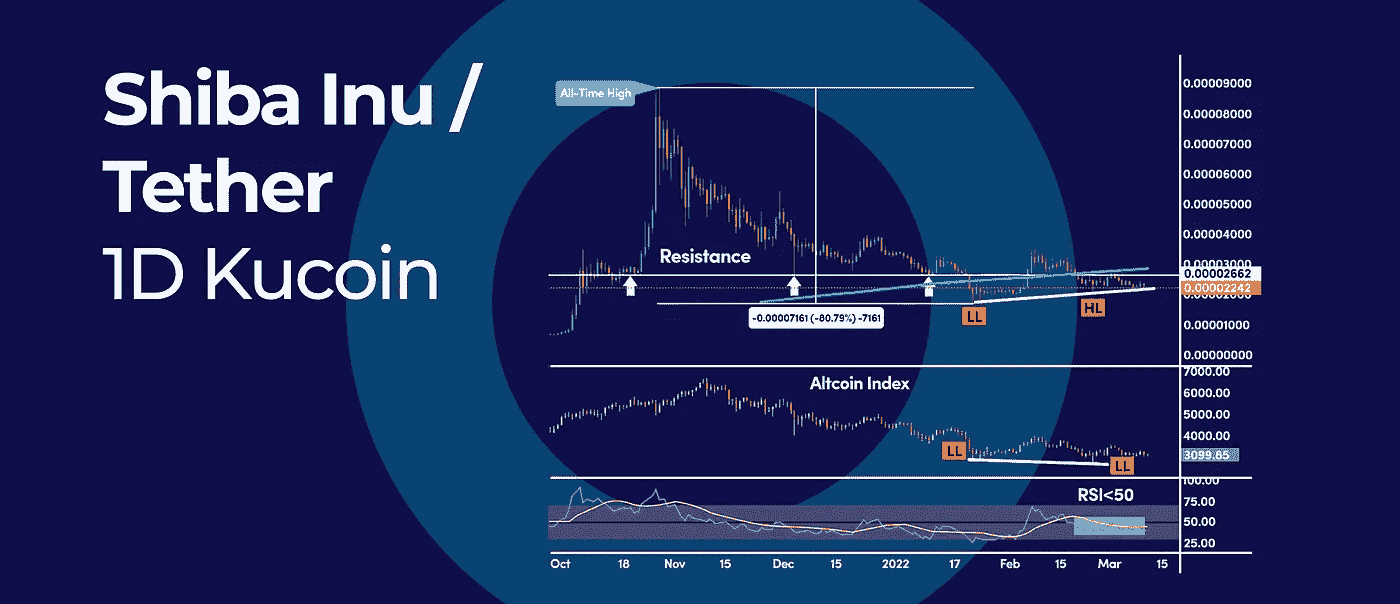 Shiba Inu /
Tether
1D Kucoin
All-Time High
Resistance
-0.00007161 (-80.79%) -7161
LL
HL
0.00009000
0.00008000
0.00007000
0.00006000
0.00005000
0.00004000
0.00003000
0.00002662
0.00002242
0.00002000
0.00001000
0.00000000
Altcoin Index
LL
LL
7000.00
6000.00
5000.00
4000.00
3099.65
RSI<50
100.00
75.00
50.00
25.00
Oct 18 Nov 15 Dec 15 2022 17 Feb 15 Mar 15